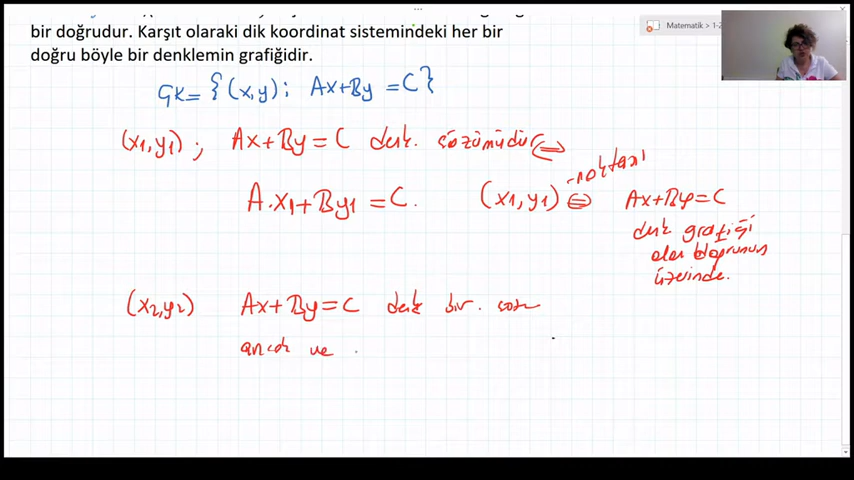 bir doğrudur. Karşıt olaraki dik koordinat sistemindeki her bir
doğru böyle bir denklemin grafiğidir.
Matematik > 1-2
GK = {(x,y); Ax+By = C}
(x1,y1); Ax+By = C denk. çözümüdür ⇔
A.x1+By1 = C. (x1,y1) noktası ⇔ Ax+By=C
denk grafiği
olan doğrunun
üzerinde.
(x2,y2) Ax+By=C denk bir.
ancak ve